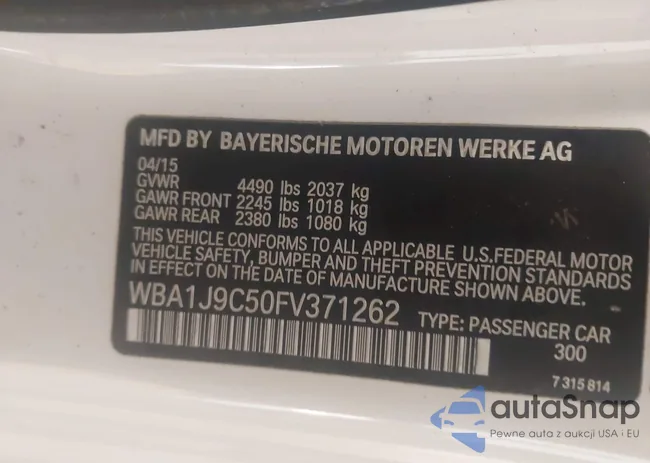 MFD BY BAYERISCHE MOTOREN WERKE AG
04/15
GVWR 4490 lbs 2037 kg
GAWR FRONT 2245 lbs 1018 kg
GAWR REAR 2380 lbs 1080 kg
THIS VEHICLE CONFORMS TO ALL APPLICABLE U.S.FEDERAL MOTOR
VEHICLE SAFETY, BUMPER AND THEFT PREVENTION STANDARDS
IN EFFECT ON THE DATE OF MANUFACTURE SHOWN ABOVE.
WBA1J9C50FV371262 TYPE: PASSENGER CAR
300
7 315 814
autaSnap
Pewne auta z aukcji USA i EU